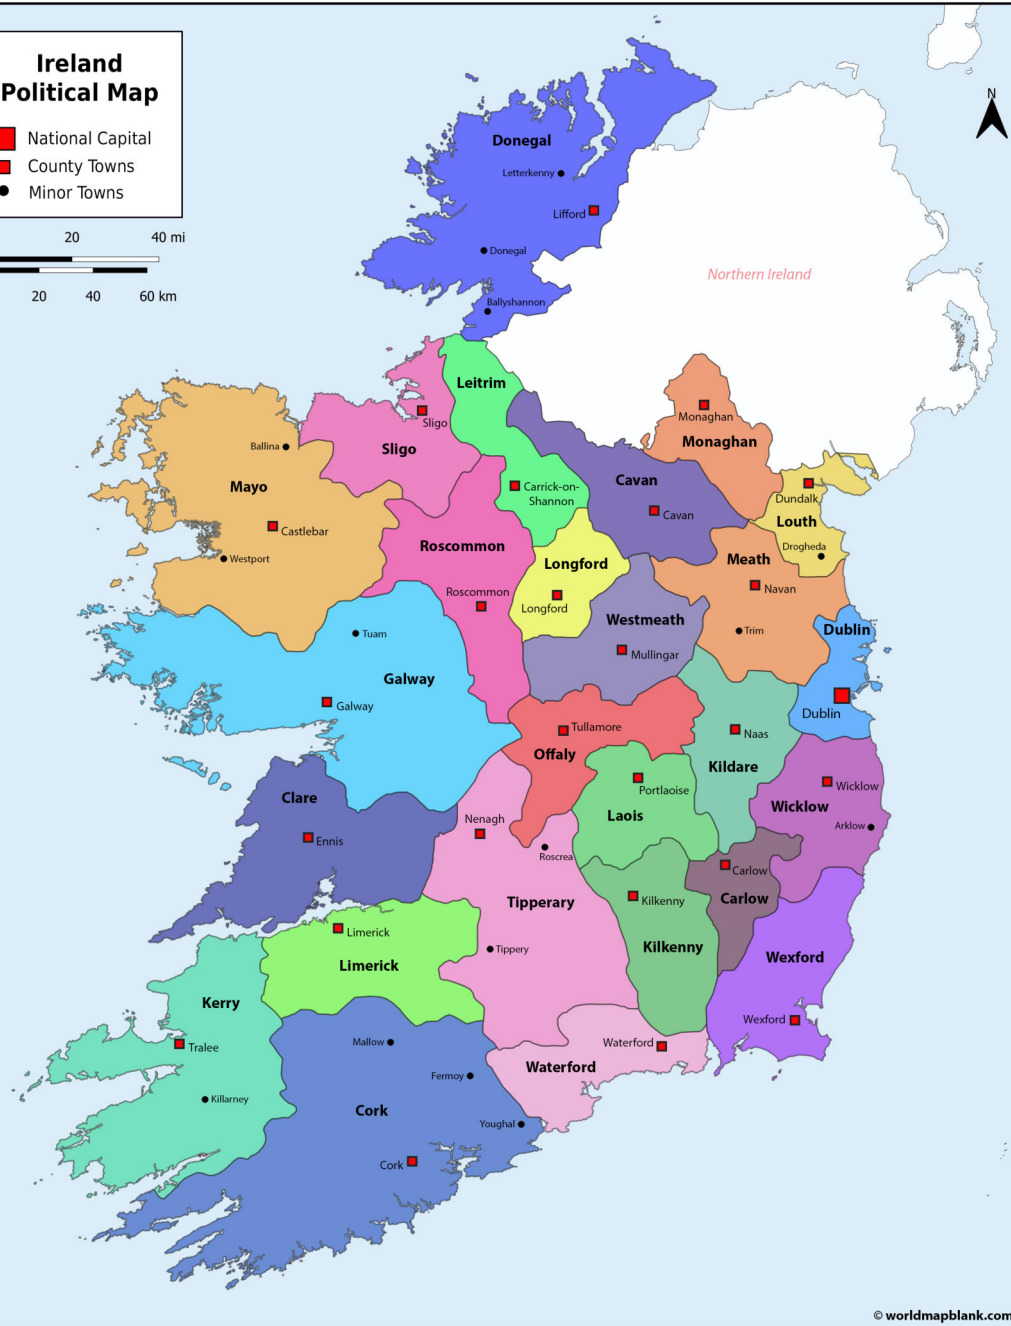 Ireland
Political Map
National Capital
County Towns
Minor Towns
20 40 mi
20 40 60 km
N
Donegal
Letterkenny
Lifford
Donegal
Ballyshannon
Northern Ireland
Leitrim
Sligo
Sligo
Monaghan
Monaghan
Ballina
Mayo
Castlebar
Westport
Carrick-on-
Shannon
Cavan
Cavan
Dundalk
Louth
Drogheda
Roscommon
Roscommon
Longford
Longford
Meath
Navan
Trim
Westmeath
Mullingar
Dublin
Dublin
Tuam
Galway
Galway
Tullamore
Offaly
Naas
Kildare
Portlaoise
Laois
Wicklow
Wicklow
Arklow
Clare
Ennis
Nenagh
Roscrea
Tipperary
Tippery
Kilkenny
Kilkenny
Carlow
Carlow
Wexford
Wexford
Limerick
Limerick
Kerry
Tralee
Killarney
Mallow
Fermoy
Cork
Youghal
Cork
Waterford
Waterford
© worldmapblank.com